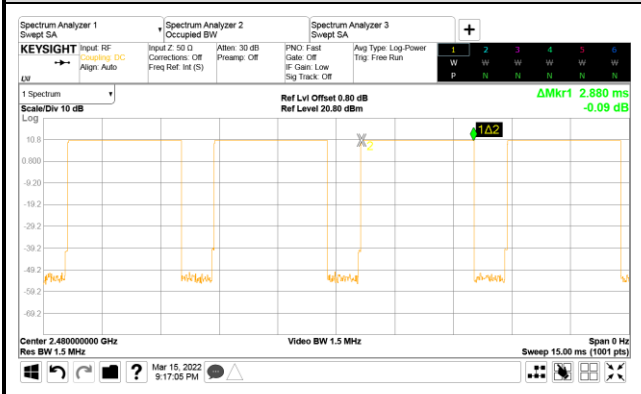 Spectrum Analyzer 1
Swept SA
Spectrum Analyzer 2
Occupied BW
Spectrum Analyzer 3
Swept SA
+
KEYSIGHT
Input: RF
Coupling: DC
Align: Auto
Input Z: 50 Ω
Corrections: Off
Freq Ref: Int (S)
Atten: 30 dB
Preamp: Off
PNO: Fast
Gate: Off
IF Gain: Low
Sig Track: Off
Avg Type: Log-Power
Trig: Free Run
1 2 3 4 5 6
W W W W W W
P N N N N N
1 Spectrum
Scale/Div 10 dB
Ref Lvl Offset 0.80 dB
Ref Level 20.80 dBm
ΔMkr1 2.880 ms
-0.09 dB
Log
10.8
0.800
-9.20
-19.2
-29.2
-39.2
-49.2
-59.2
-69.2
1Δ2
Center 2.480000000 GHz
Res BW 1.5 MHz
Video BW 1.5 MHz
Span 0 Hz
Sweep 15.00 ms (1001 pts)
?
Mar 15, 2022
9:17:05 PM